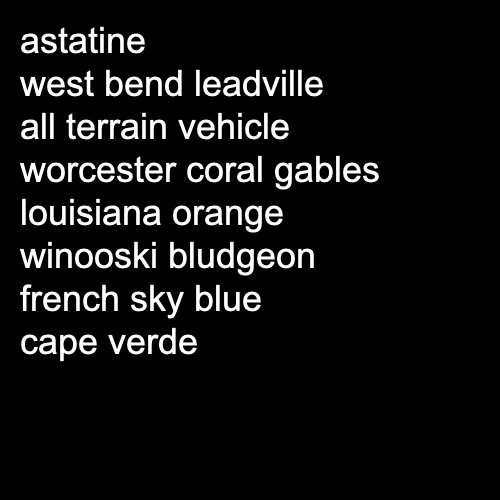 astatine
west bend leadville
all terrain vehicle
worcester coral gables
louisiana orange
winooski bludgeon
french sky blue
cape verde